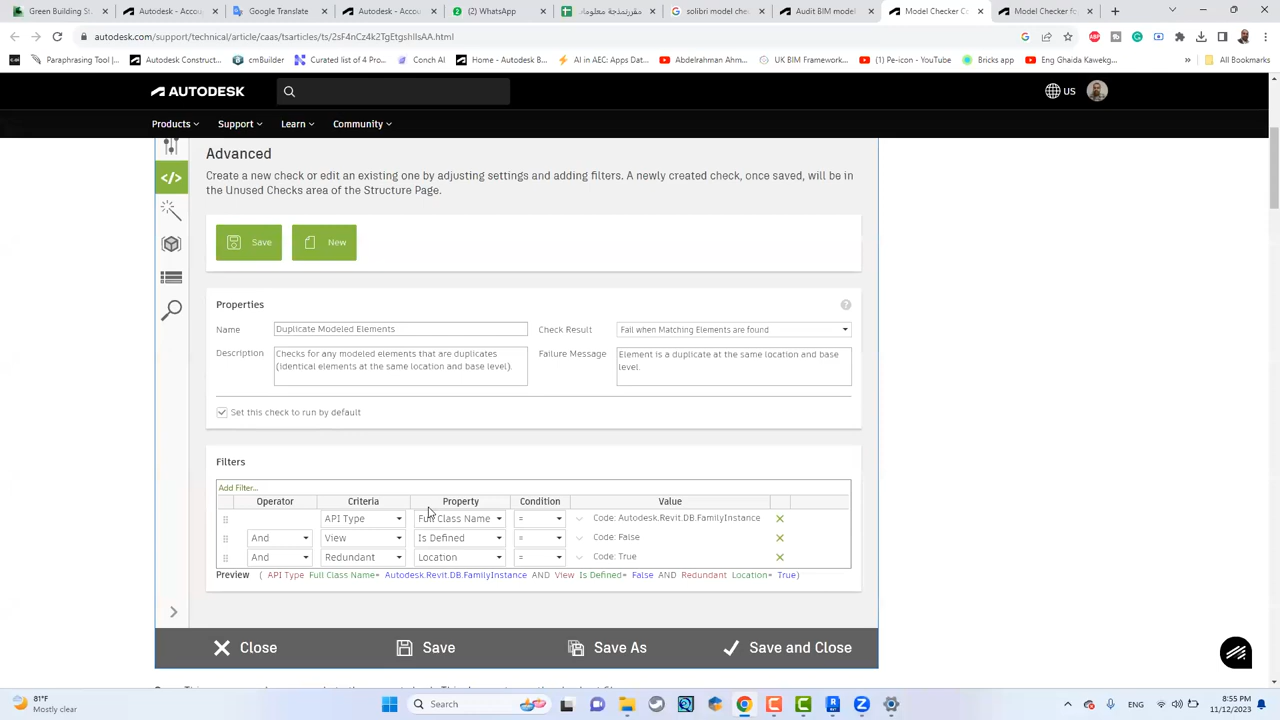 Green Building St
Autodesk - Accou
Google Translate
Autodesk - Accou
(2) WhatsApp
solibri model che
Audit BIM model
Model Checker Co
Model Checker fo
autodesk.com/support/technical/article/caas/tsarticles/ts/2sF4nCz4k2TgEtgshIlsAA.html
Paraphrasing Tool |...
Autodesk Construct...
cmBuilder
Curated list of 4 Pro...
Conch AI
Home - Autodesk C...
AI in AEC: Apps Dat...
Abdelrahman Ahm...
UK BIM Framework...
(1) Pe-icon - YouTube
Bricks app
Eng Ghaida Kawekg...
»
All Bookmarks
AUTODESK
US
Products
Support
Learn
Community
Advanced
Create a new check or edit an existing one by adjusting settings and adding filters. A newly created check, once saved, will be in
the Unused Checks area of the Structure Page.
Save
New
Properties
Name
Duplicate Modeled Elements
Check Result
Fail when Matching Elements are found
Description
Checks for any modeled elements that are duplicates
(identical elements at the same location and base level).
Failure Message
Element is a duplicate at the same location and base
level.
Set this check to run by default
Filters
Add Filter...
Operator Criteria Property Condition Value
API Type Full Class Name = Code: Autodesk.Revit.DB.FamilyInstance
And View Is Defined = Code: False
And Redundant Location = Code: True
Preview ( API Type Full Class Name= Autodesk.Revit.DB.FamilyInstance AND View Is Defined= False AND Redundant Location= True)
Close
Save
Save As
Save and Close
81°F
Mostly clear
Search
ENG
8:55 PM
11/12/2023